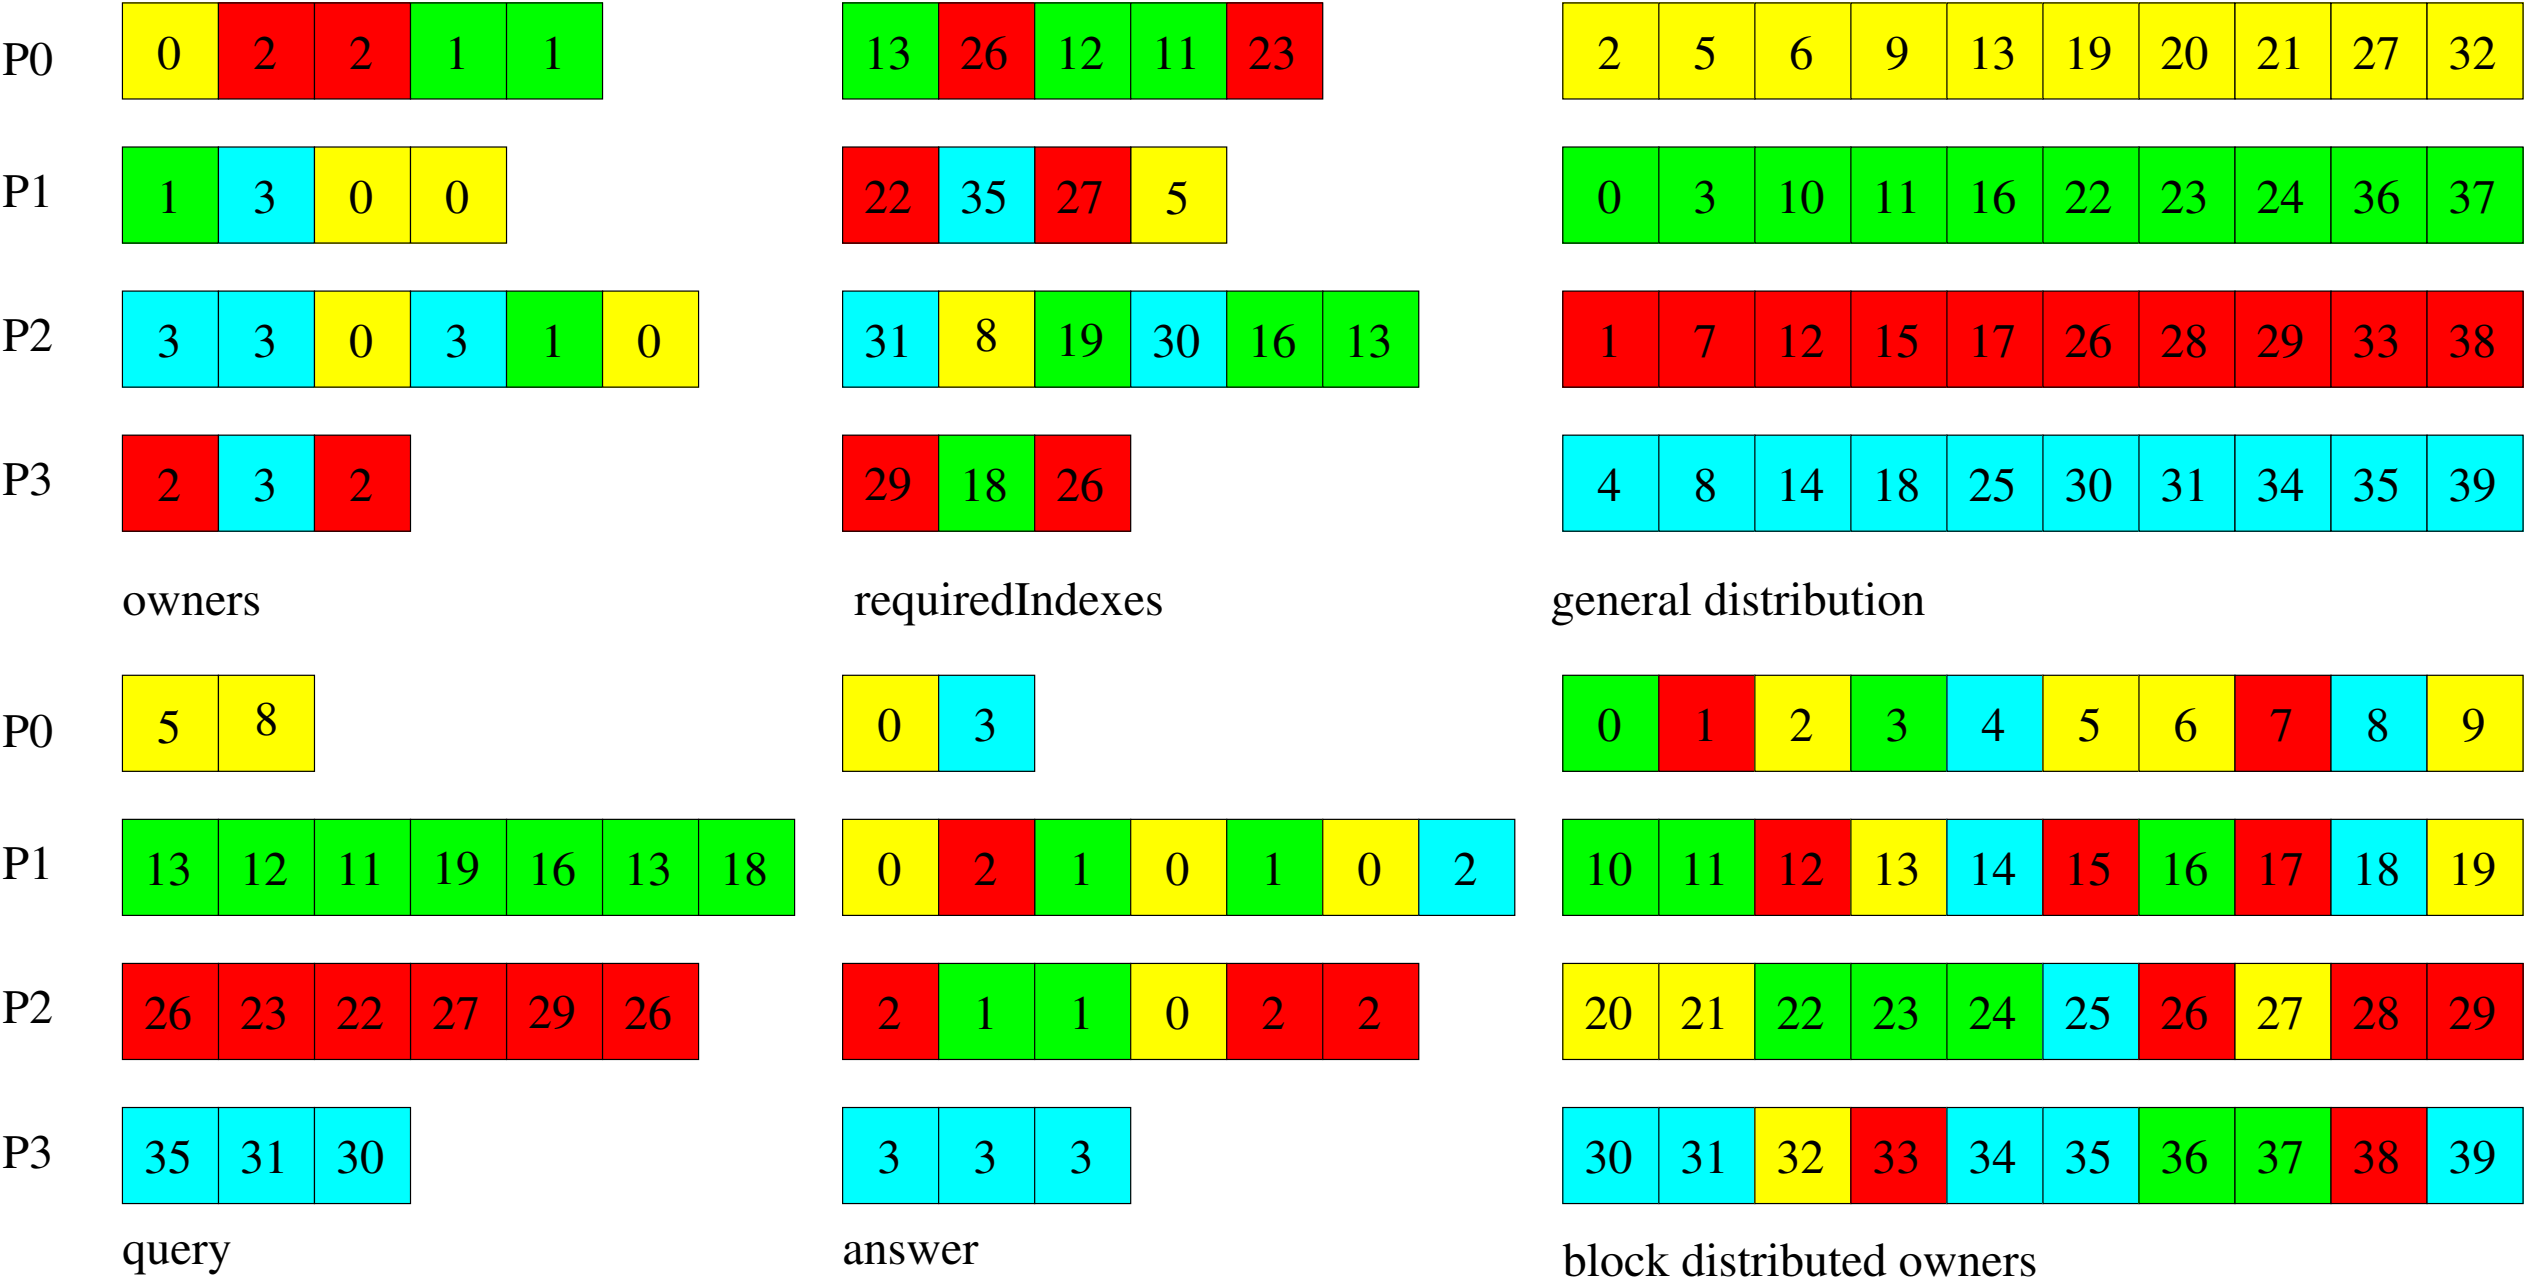 P0 0 2 2 1 1 13 26 12 11 23 2 5 6 9 13 19 20 21 27 32
P1 1 3 0 0 22 35 27 5 0 3 10 11 16 22 23 24 36 37
P2 3 3 0 3 1 0 31 8 19 30 16 13 1 7 12 15 17 26 28 29 33 38
P3 2 3 2 29 18 26 4 8 14 18 25 30 31 34 35 39
owners requiredIndexes general distribution
P0 5 8 0 3 0 1 2 3 4 5 6 7 8 9
P1 13 12 11 19 16 13 18 0 2 1 0 1 0 2 10 11 12 13 14 15 16 17 18 19
P2 26 23 22 27 29 26 2 1 1 0 2 2 20 21 22 23 24 25 26 27 28 29
P3 35 31 30 3 3 3 30 31 32 33 34 35 36 37 38 39
query answer block distributed owners